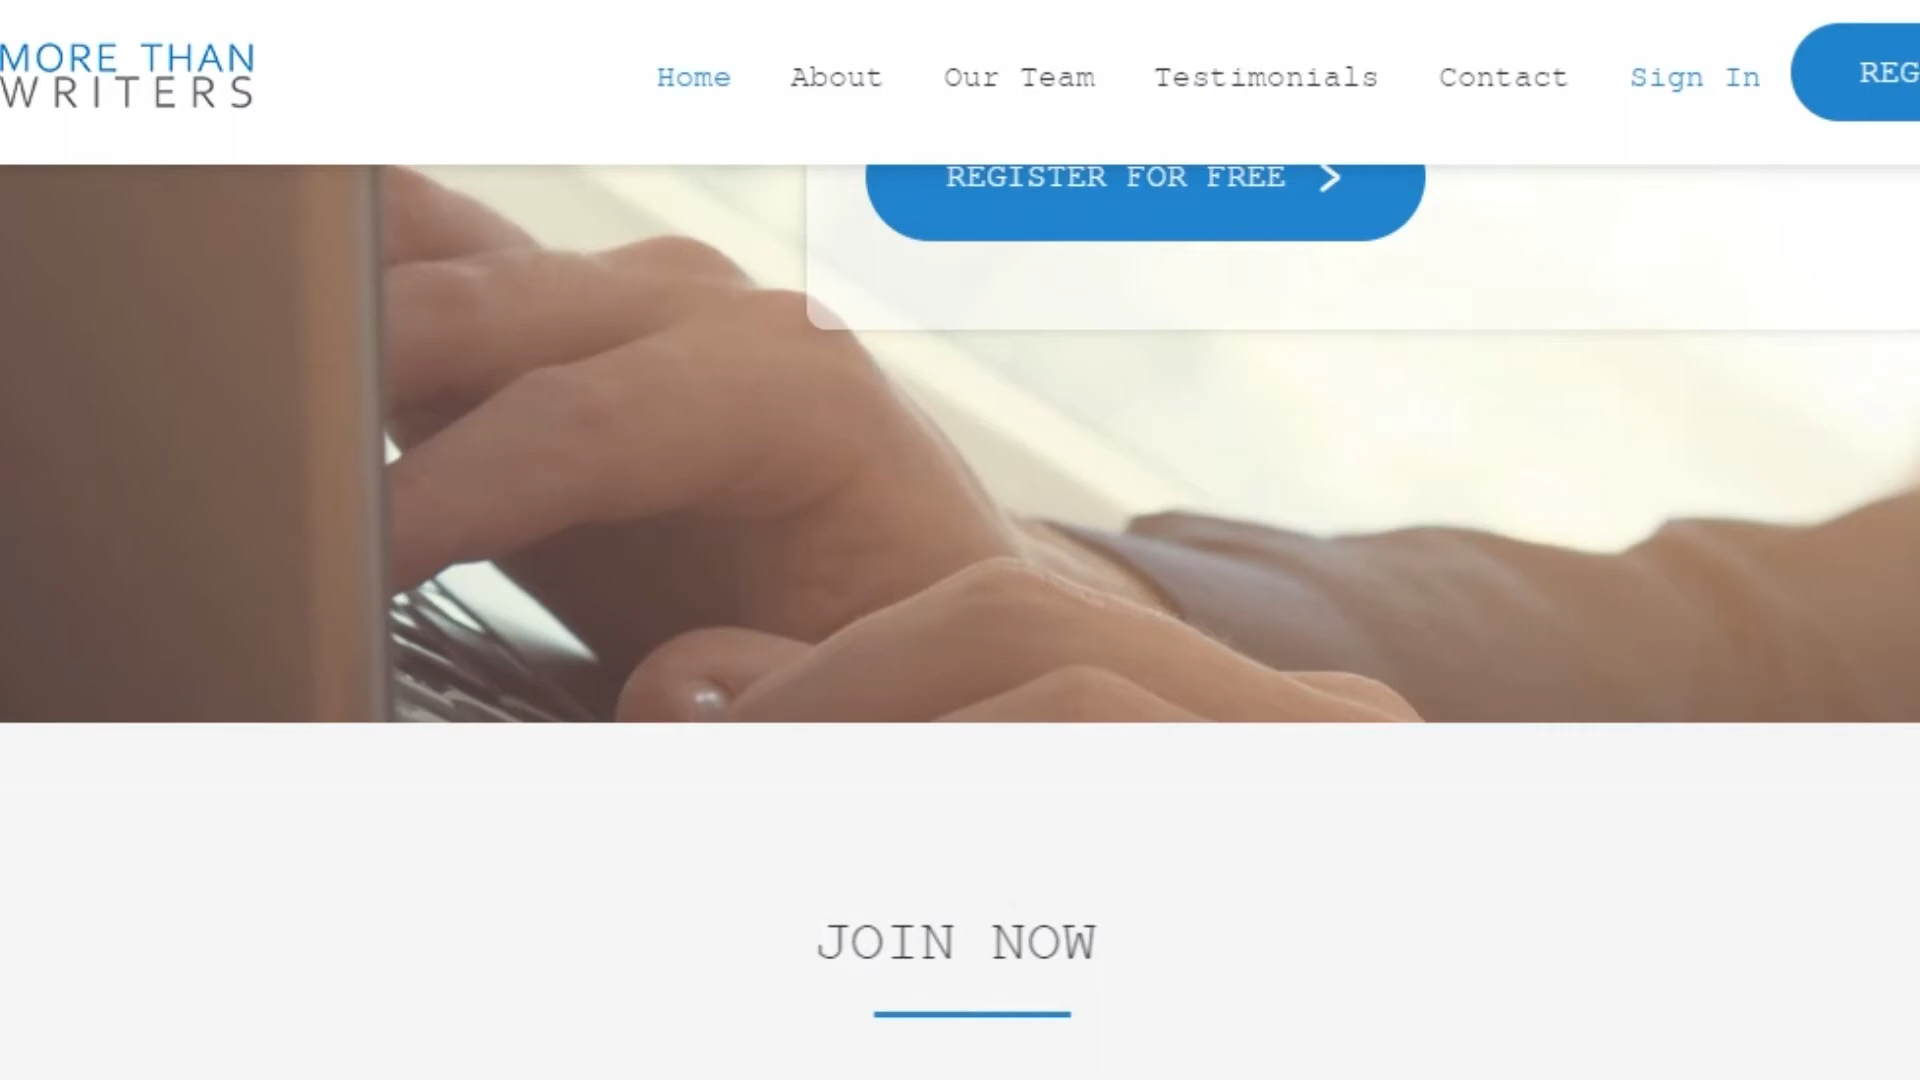 MORE THAN
WRITERS
Home About Our Team Testimonials Contact Sign In REG
REGISTER FOR FREE
JOIN NOW